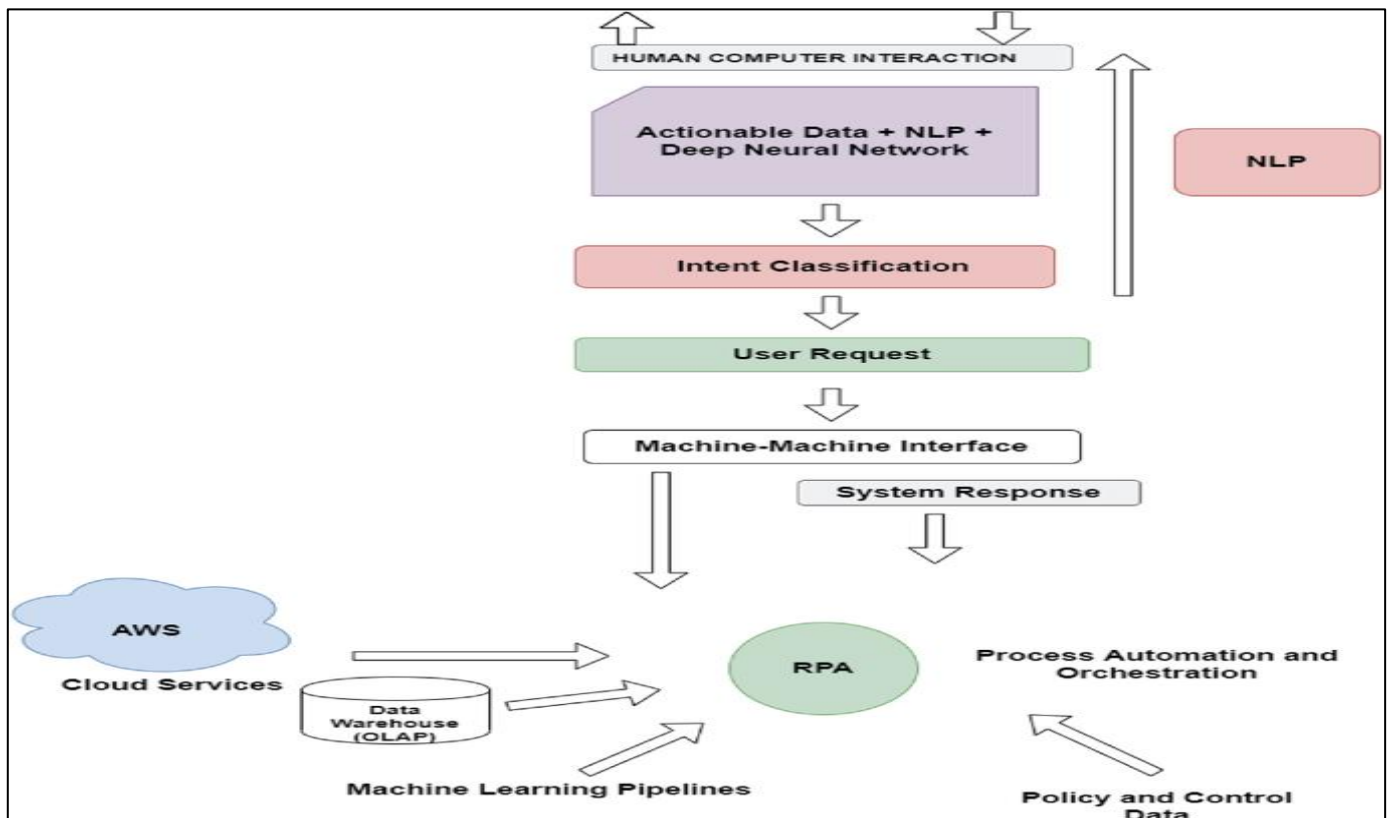 HUMAN COMPUTER INTERACTION
Actionable Data + NLP +
Deep Neural Network
NLP
Intent Classification
User Request
Machine-Machine Interface
System Response
AWS
Cloud Services
Data
Warehouse
(OLAP)
RPA
Process Automation and
Orchestration
Machine Learning Pipelines
Policy and Control
Data